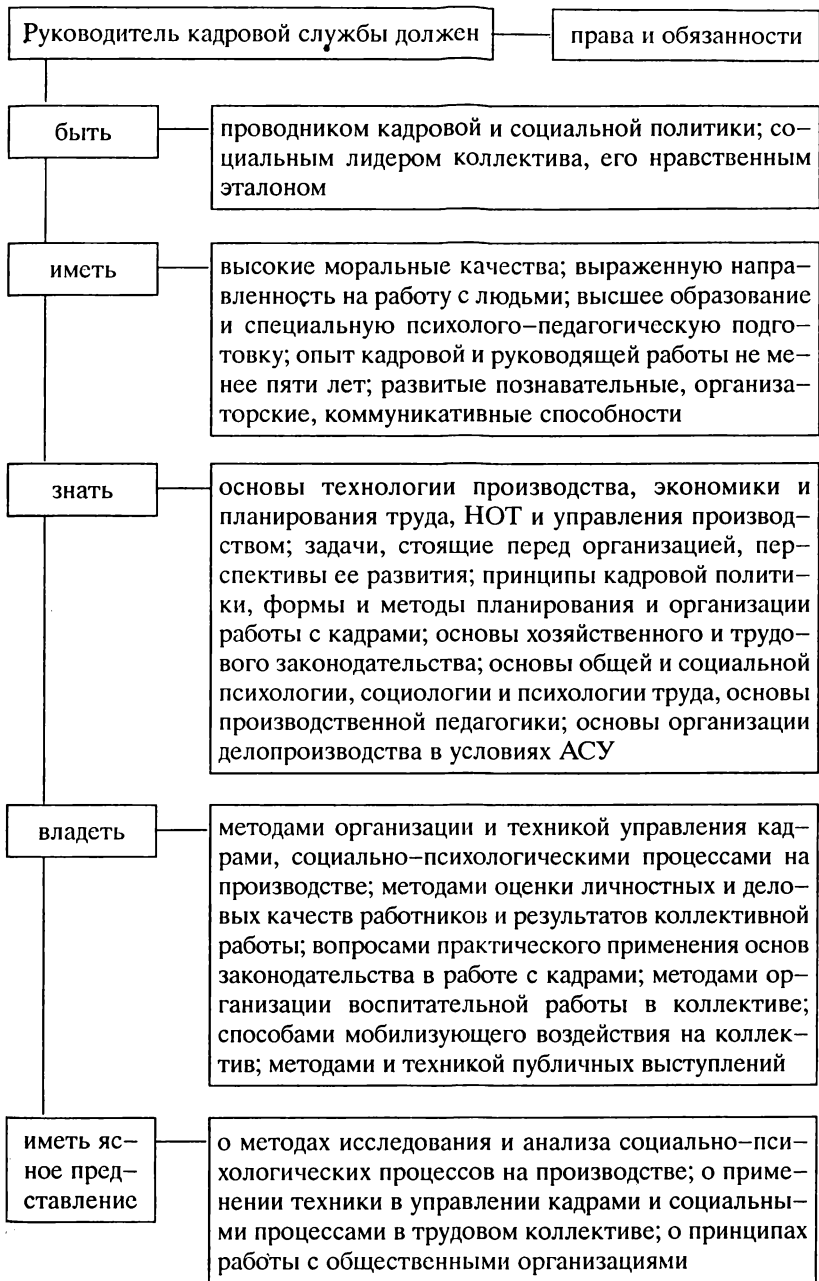 Руководитель кадровой службы должен
права и обязанности
быть
проводником кадровой и социальной политики; со-
циальным лидером коллектива, его нравственным
эталоном
иметь
высокие моральные качества; выраженную направ-
ленность на работу с людьми; высшее образование
и специальную психолого-педагогическую подго-
товку; опыт кадровой и руководящей работы не ме-
нее пяти лет; развитые познавательные, организа-
торские, коммуникативные способности
знать
основы технологии производства, экономики и
планирования труда, НОТ и управления производ-
ством; задачи, стоящие перед организацией, пер-
спективы ее развития; принципы кадровой полити-
ки, формы и методы планирования и организации
работы с кадрами; основы хозяйственного и трудо-
вого законодательства; основы общей и социальной
психологии, социологии и психологии труда, основы
производственной педагогики; основы организации
делопроизводства в условиях АСУ
владеть
методами организации и техникой управления кад-
рами, социально-психологическими процессами на
производстве; методами оценки личностных и дело-
вых качеств работников и результатов коллективной
работы; вопросами практического применения основ
законодательства в работе с кадрами; методами ор-
ганизации воспитательной работы в коллективе;
способами мобилизующего воздействия на коллек-
тив; методами и техникой публичных выступлений
иметь яс-
ное пред-
ставление
о методах исследования и анализа социально-пси-
хологических процессов на производстве; о приме-
нении техники в управлении кадрами и социальны-
ми процессами в трудовом коллективе; о принципах
работы с общественными организациями